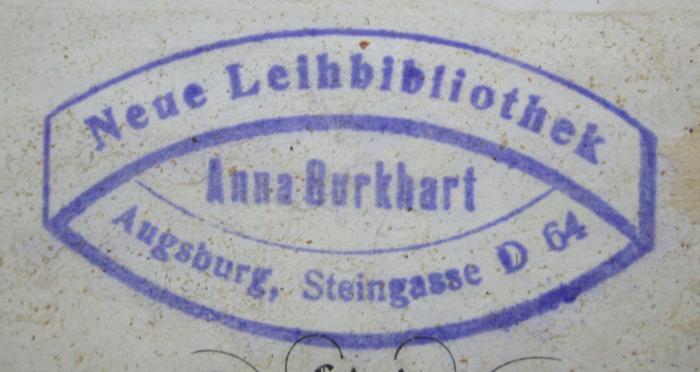 Neue Leihbibliothek
Anna Burkhart
Augsburg, Steingasse D 64